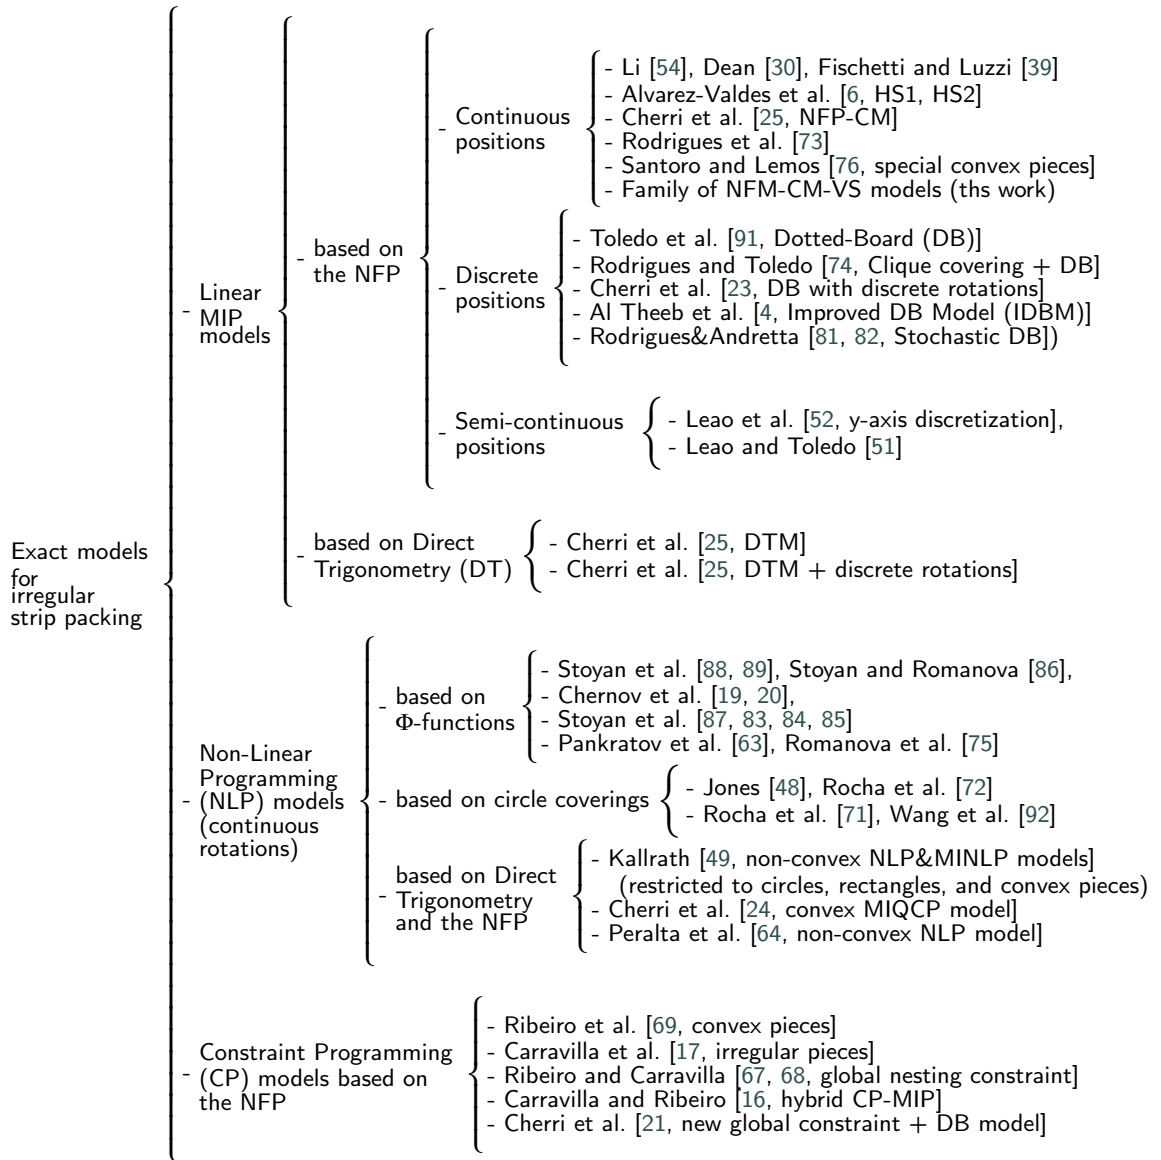 Exact models
for
irregular
strip packing
- Linear
MIP
models
- based on
the NFP
- Continuous
positions
- Li [54], Dean [30], Fischetti and Luzzi [39]
- Alvarez-Valdes et al. [6, HS1, HS2]
- Cherri et al. [25, NFP-CM]
- Rodrigues et al. [73]
- Santoro and Lemos [76, special convex pieces]
- Family of NFM-CM-VS models (ths work)
- Discrete
positions
- Toledo et al. [91, Dotted-Board (DB)]
- Rodrigues and Toledo [74, Clique covering + DB]
- Cherri et al. [23, DB with discrete rotations]
- Al Theeb et al. [4, Improved DB Model (IDBM)]
- Rodrigues&Andretta [81, 82, Stochastic DB])
- Semi-continuous
positions
- Leao et al. [52, y-axis discretization],
- Leao and Toledo [51]
- based on Direct
Trigonometry (DT)
- Cherri et al. [25, DTM]
- Cherri et al. [25, DTM + discrete rotations]
- Non-Linear
Programming
(NLP) models
(continuous
rotations)
- based on
Φ-functions
- Stoyan et al. [88, 89], Stoyan and Romanova [86],
- Chernov et al. [19, 20],
- Stoyan et al. [87, 83, 84, 85]
- Pankratov et al. [63], Romanova et al. [75]
- based on circle coverings
- Jones [48], Rocha et al. [72]
- Rocha et al. [71], Wang et al. [92]
- based on Direct
Trigonometry
and the NFP
- Kallrath [49, non-convex NLP&MINLP models]
(restricted to circles, rectangles, and convex pieces)
- Cherri et al. [24, convex MIQCP model]
- Peralta et al. [64, non-convex NLP model]
- Constraint Programming
(CP) models based on
the NFP
- Ribeiro et al. [69, convex pieces]
- Carravilla et al. [17, irregular pieces]
- Ribeiro and Carravilla [67, 68, global nesting constraint]
- Carravilla and Ribeiro [16, hybrid CP-MIP]
- Cherri et al. [21, new global constraint + DB model]